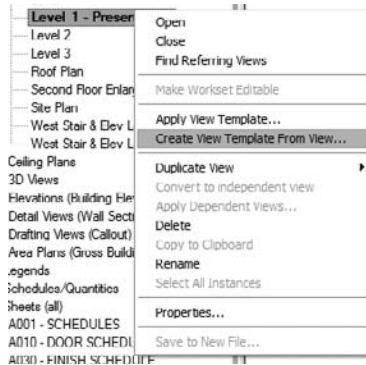 Level 1 - Presen
Level 2
Level 3
Roof Plan
Second Floor Enlar
Site Plan
West Stair & Elev L
West Stair & Elev L
Ceiling Plans
3D Views
Elevations (Building Ele
Detail Views (Wall Secti
Drafting Views (Callout)
Area Plans (Gross Buildi
Legends
Schedules/Quantities
Sheets (all)
A001 - SCHEDULES
A010 - DOOR SCHEDU
A030 - FINISH SCHEDULE
Open
Close
Find Referring Views
Make Workset Editable
Apply View Template...
Create View Template From View...
Duplicate View
Convert to independent view
Apply Dependent Views...
Delete
Copy to Clipboard
Rename
Select All Instances
Properties...
Save to New File...